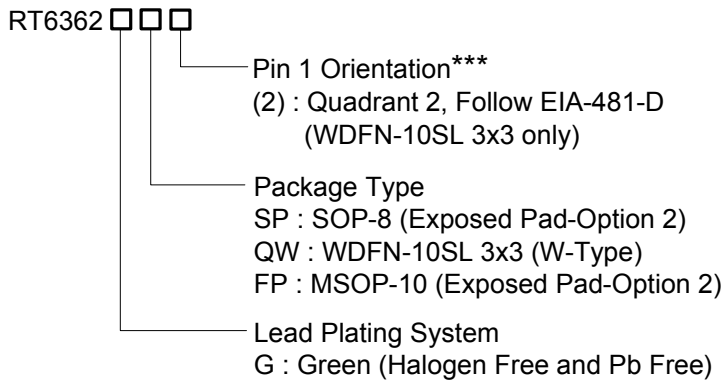 RT6362 □□□
Pin 1 Orientation***
(2) : Quadrant 2, Follow EIA-481-D
(WDFN-10SL 3x3 only)
Package Type
SP : SOP-8 (Exposed Pad-Option 2)
QW : WDFN-10SL 3x3 (W-Type)
FP : MSOP-10 (Exposed Pad-Option 2)
Lead Plating System
G : Green (Halogen Free and Pb Free)